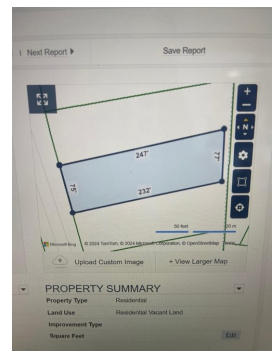 Next Report ▶ Save Report
N
247'
77'
75'
232'
50 feet
20 m
Microsoft Bing © 2024 TomTom, © 2024 Microsoft Corporation, © OpenStreetMap Terms
Upload Custom Image + View Larger Map
PROPERTY SUMMARY
Property Type Residential
Land Use Residential Vacant Land
Improvement Type
Square Feet Edit